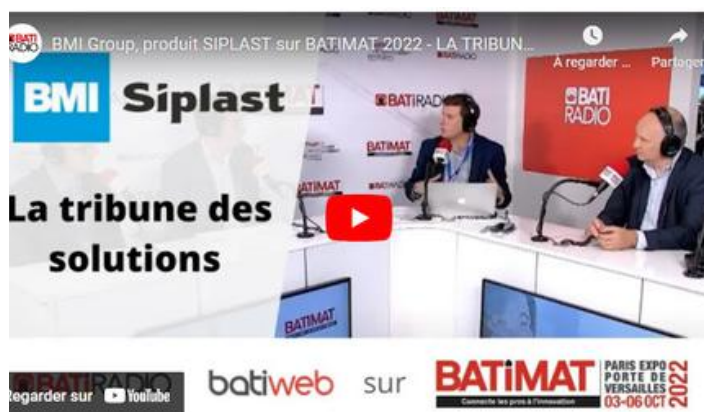 BATI
RADIO
BMI Group, produit SIPLAST sur BATIMAT 2022 - LA TRIBUN...
À regarder ...
Partager
BMI Siplast
BATIRADIO
BATI
RADIO
BATIMAT
BATIMAT
La tribune des
solutions
BATIMAT
BATIRADIO
Regarder sur YouTube
batiweb sur
BATIMAT
Connecte les pros à l'innovation
PARIS EXPO
PORTE DE
VERSAILLES
03-06 OCT
2022